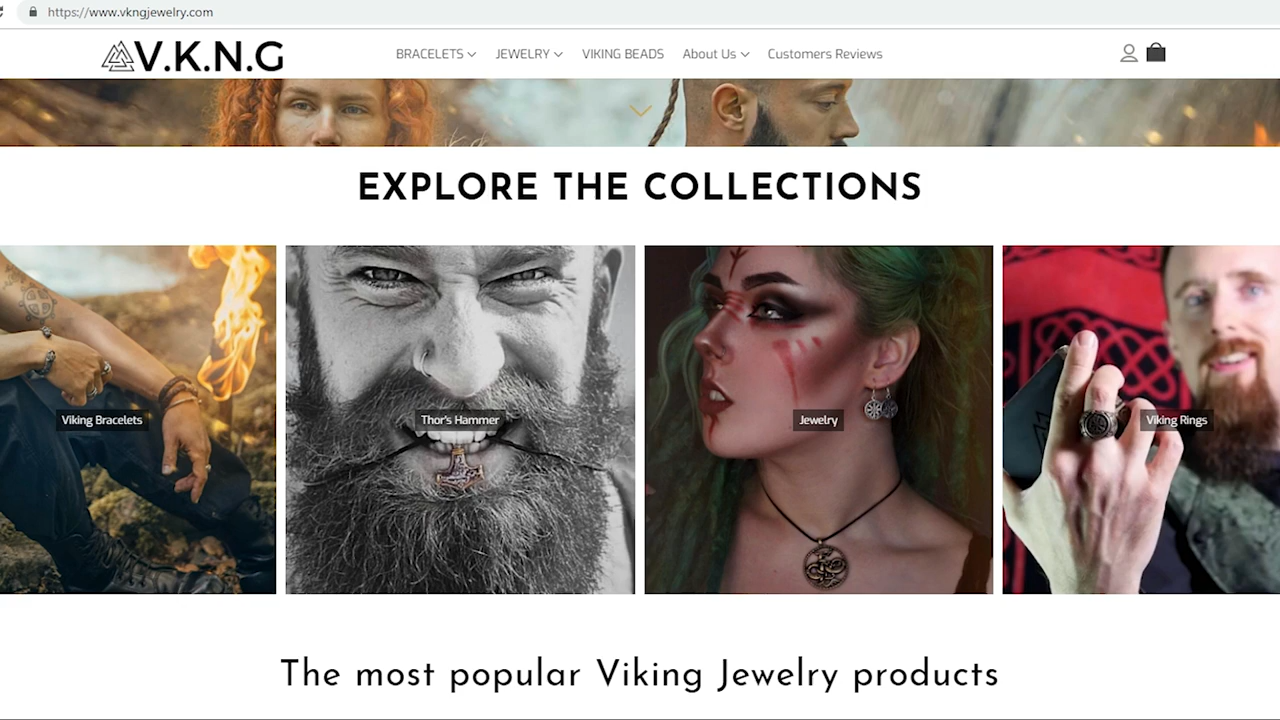 https://www.vkngjewelry.com
V.K.N.G
BRACELETS JEWELRY VIKING BEADS About Us Customers Reviews
EXPLORE THE COLLECTIONS
Viking Bracelets
Thor's Hammer
Jewelry
Viking Rings
The most popular Viking Jewelry products